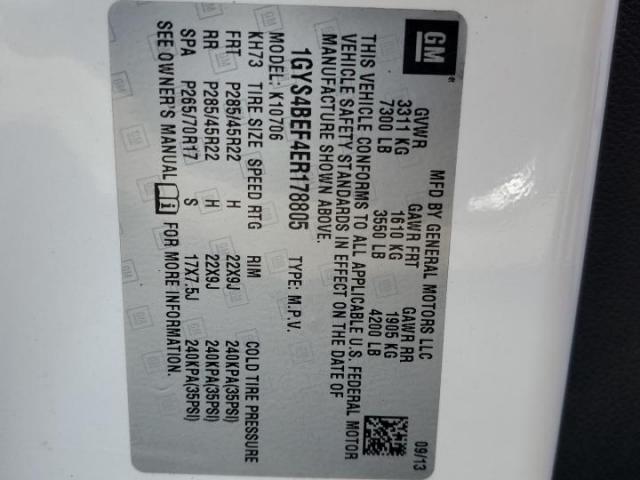 GM
MFD BY GENERAL MOTORS LLC 09/13
GVWR GAWR FRT GAWR RR
3311 KG 1610 KG 1905 KG
7300 LB 3550 LB 4200 LB
THIS VEHICLE CONFORMS TO ALL APPLICABLE U.S. FEDERAL MOTOR
VEHICLE SAFETY STANDARDS IN EFFECT ON THE DATE OF
MANUFACTURE SHOWN ABOVE.
1GYS4BEF4ER178805 TYPE: M.P.V.
MODEL: K10706
KH73 TIRE SIZE SPEED RTG RIM COLD TIRE PRESSURE
FRT P285/45R22 H 22X9J 240KPA(35PSI)
RR P285/45R22 H 22X9J 240KPA(35PSI)
SPA P265/70R17 S 17X7.5J 240KPA(35PSI)
SEE OWNER'S MANUAL i FOR MORE INFORMATION.